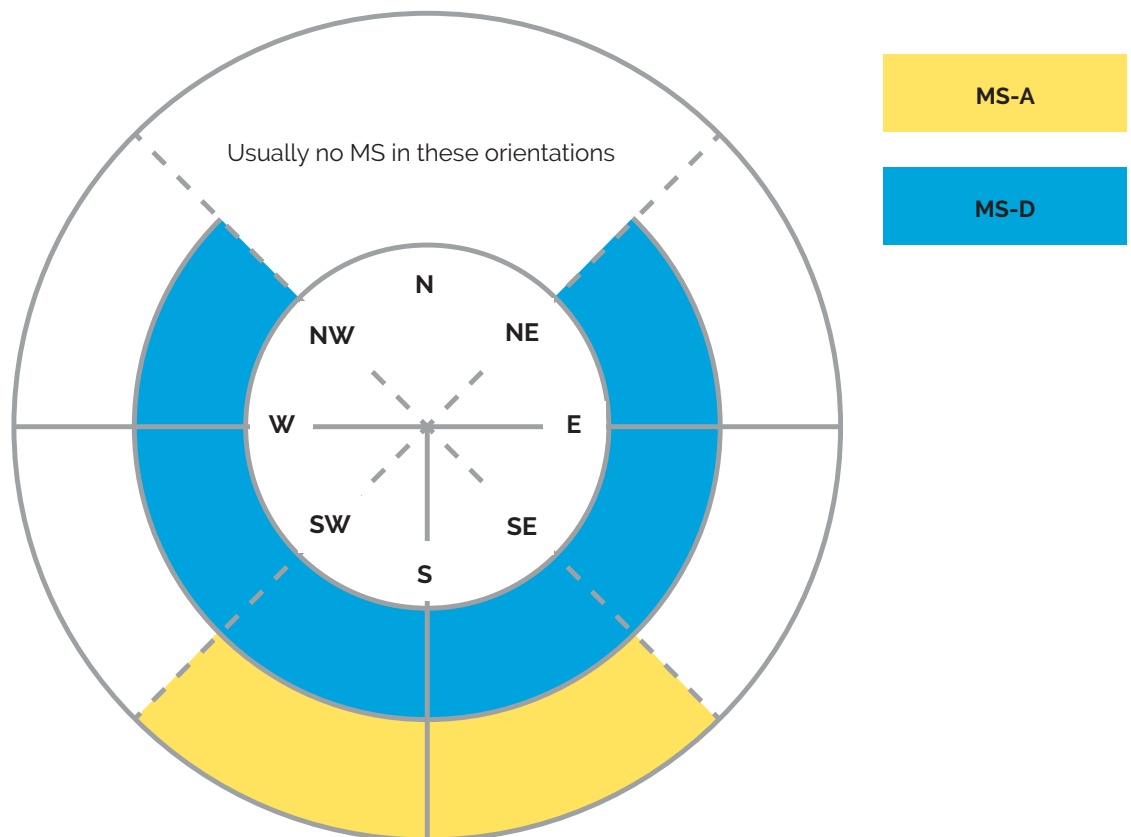 MS-A
Usually no MS in these orientations
MS-D
N
NW
NE
W
E
SW
SE
S